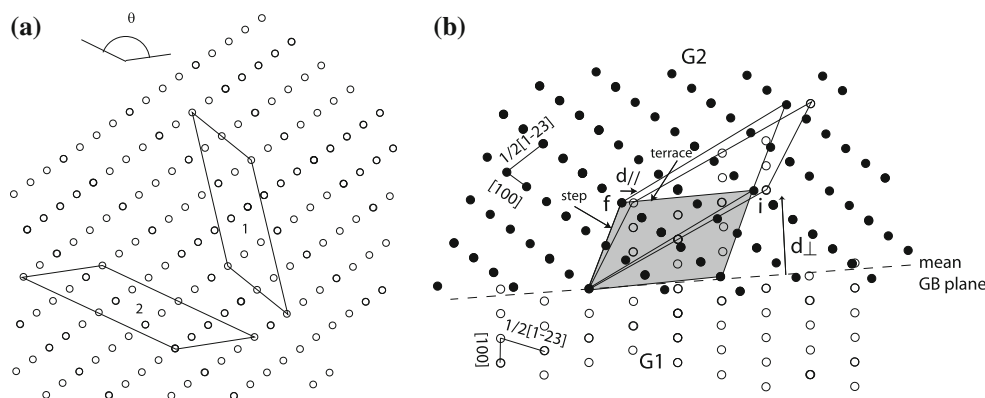 (a)
θ
1
2
(b)
G2
1/2[1-23]
[100]
terrace
d//
step
f
i
d⊥
mean
GB plane
1/2[1-23]
[100]
G1